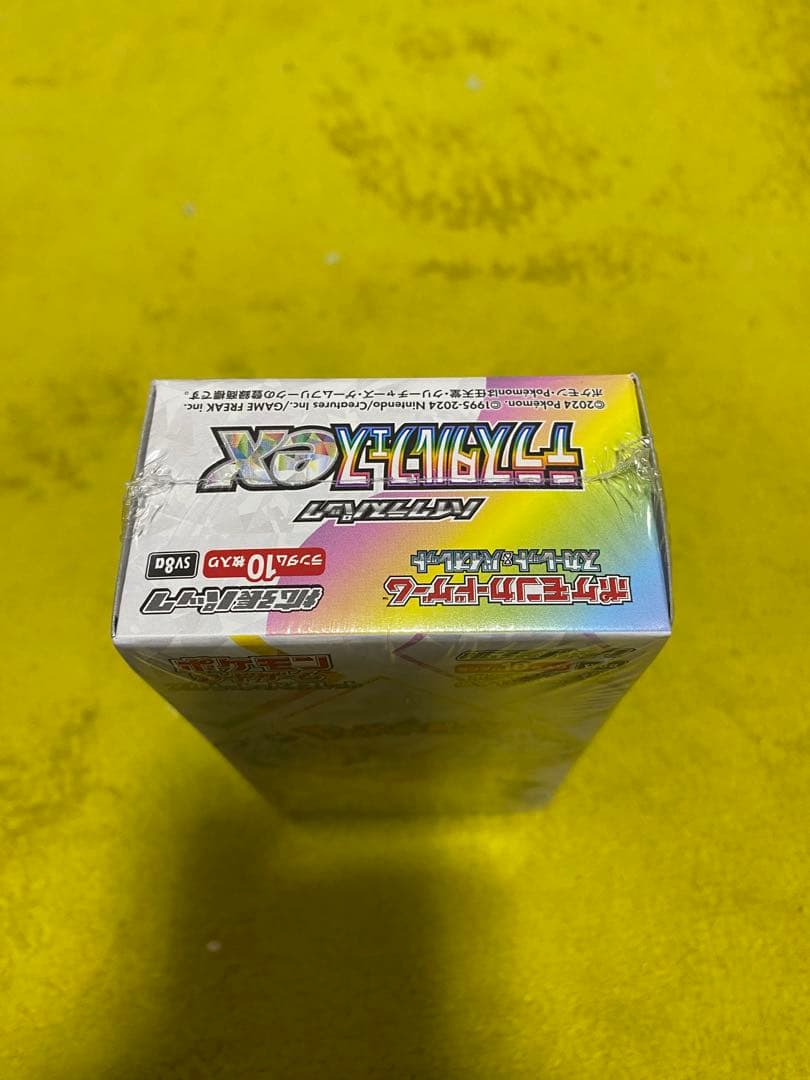 ポケモンカードゲーム
スカーレット&バイオレット
拡張パック
ランダム10枚入り
SV8a
ハイクラスパック
テラスタルフェスex
ポケモン・Pokémonは任天堂・クリーチャーズ・ゲームフリークの登録商標です。
©2024 Pokémon. ©1995-2024 Nintendo/Creatures Inc./GAME FREAK inc.